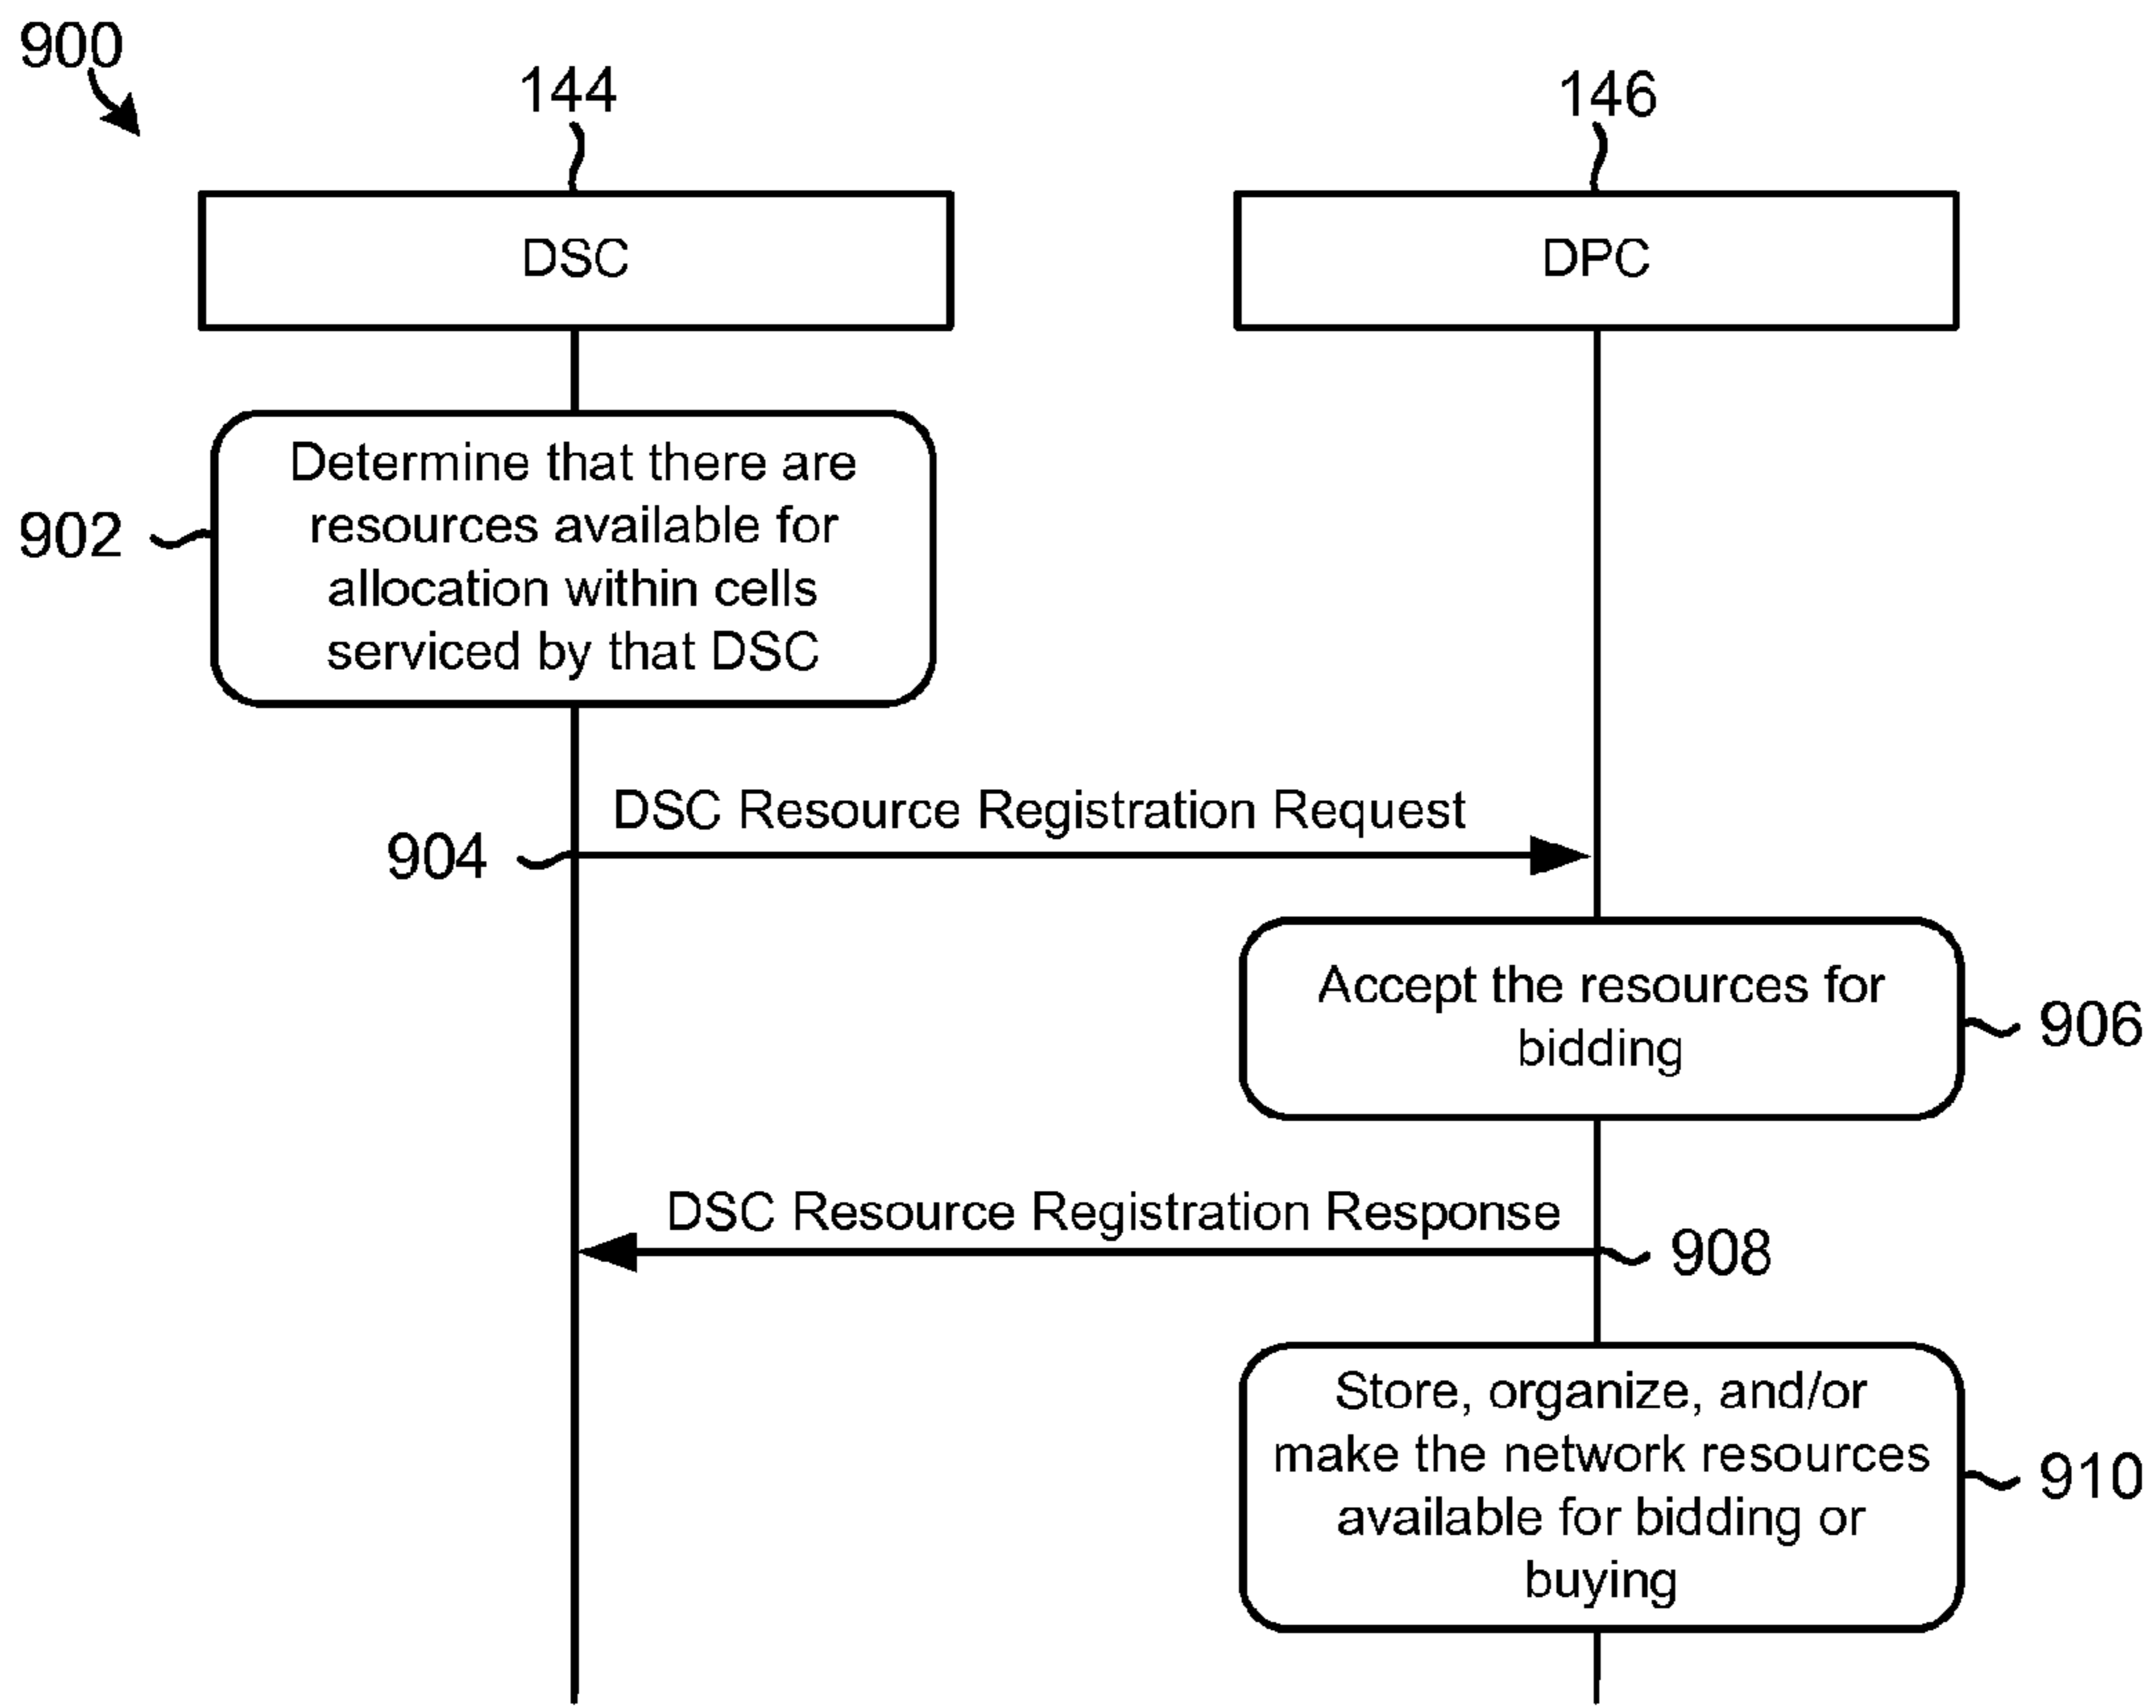 900
144
146
DSC
DPC
Determine that there are
resources available for
allocation within cells
serviced by that DSC
902
DSC Resource Registration Request
904
Accept the resources for
bidding
906
DSC Resource Registration Response
908
Store, organize, and/or
make the network resources
available for bidding or
buying
910